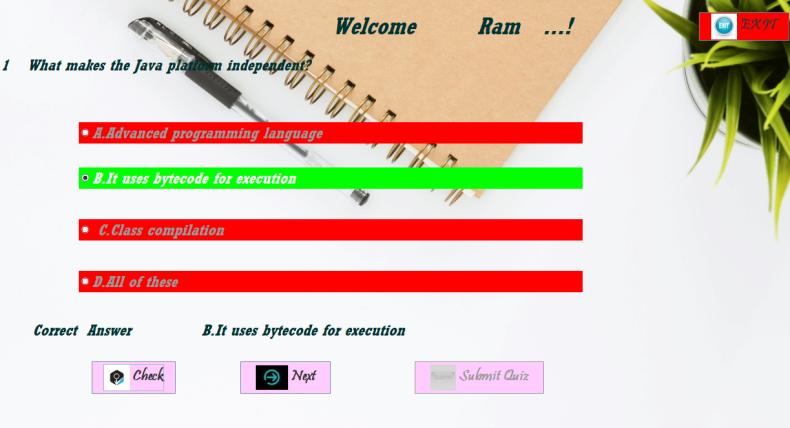 Welcome Ram ...!
EXIT EXIT
1 What makes the Java platform independent?
A.Advanced programming language
B.It uses bytecode for execution
C.Class compilation
D.All of these
Correct Answer B.It uses bytecode for execution
Check Next Submit Quiz